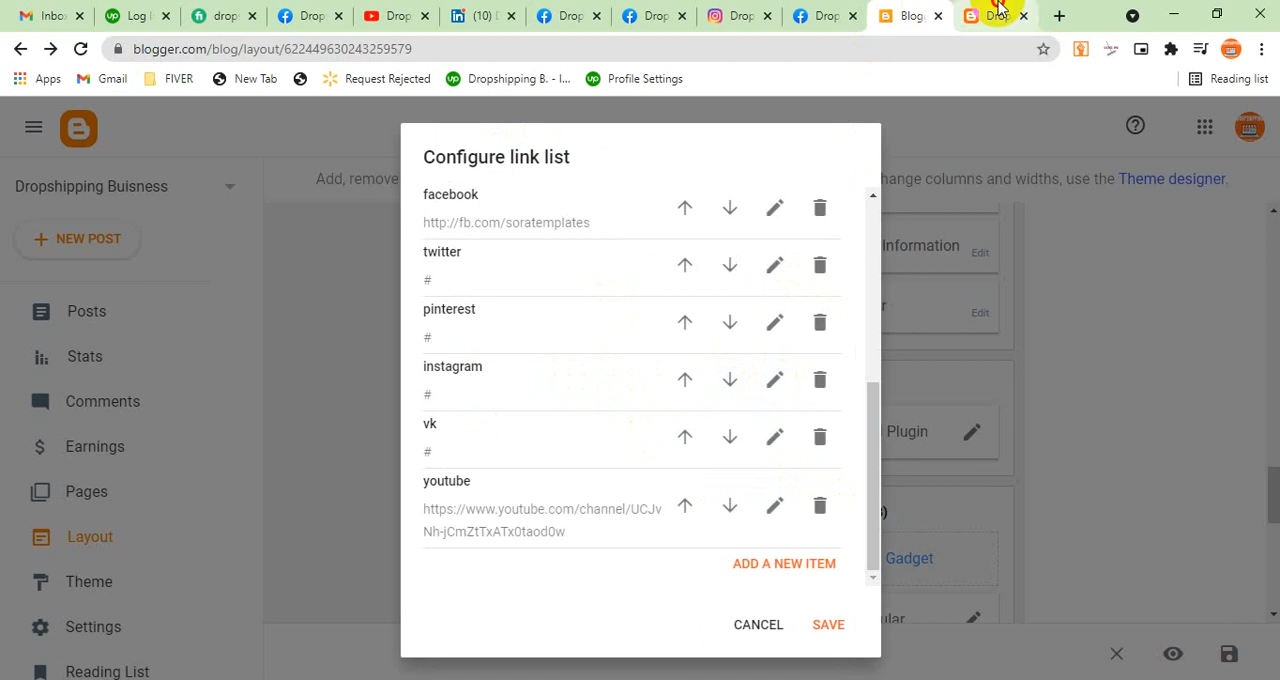 Inbo
Log I
drop
Drop
Drop
(10) D
Drop
Drop
Drop
Drop
Blog
Dro
blogger.com/blog/layout/622449630243259579
Apps
Gmail
FIVER
New Tab
Request Rejected
Dropshipping B. - I...
Profile Settings
Reading list
Dropshipping Buisness
Add, remove
hange columns and widths, use the Theme designer.
NEW POST
Posts
Stats
Comments
Earnings
Pages
Layout
Theme
Settings
Reading List
Configure link list
facebook
http://fb.com/soratemplates
twitter
#
pinterest
#
instagram
#
vk
#
youtube
https://www.youtube.com/channel/UCJv
Nh-jCmZtTxATx0taod0w
ADD A NEW ITEM
CANCEL
SAVE
Information
Edit
r
Edit
Plugin
Gadget
ular